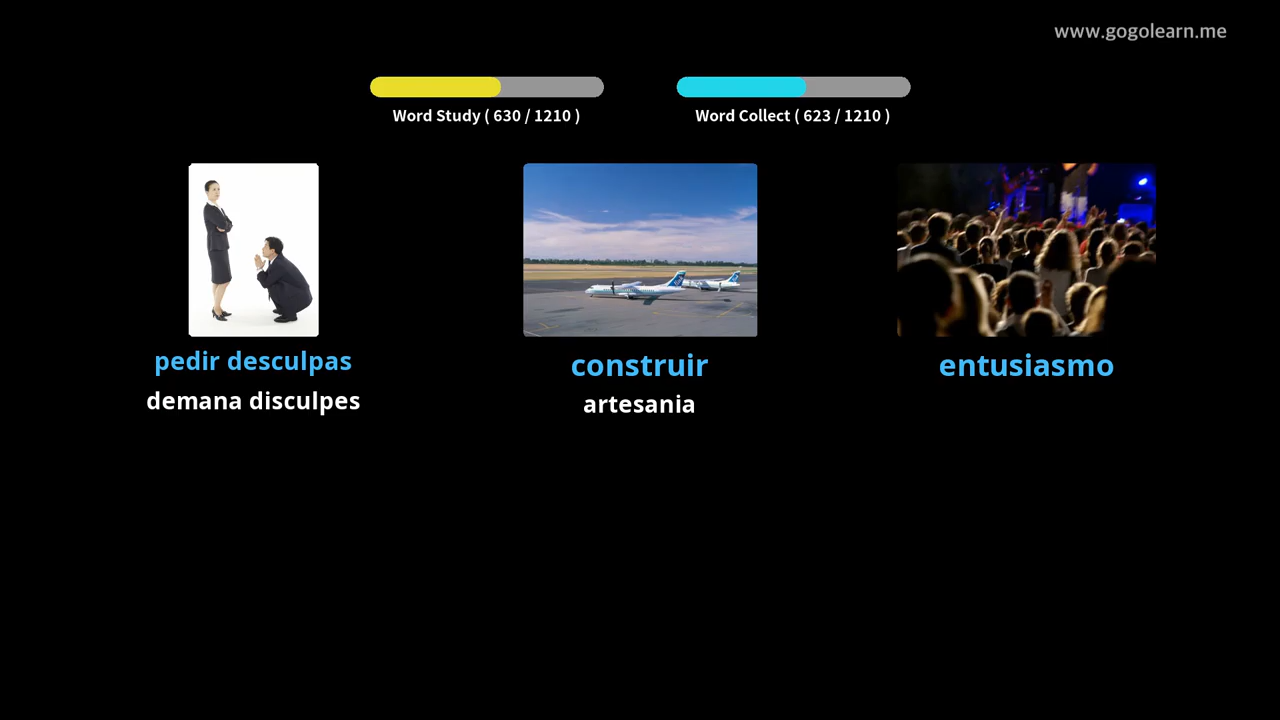 www.gogolearn.me
Word Study ( 630 / 1210 )
Word Collect ( 623 / 1210 )
pedir desculpas
construir
entusiasmo
demana disculpes
artesania